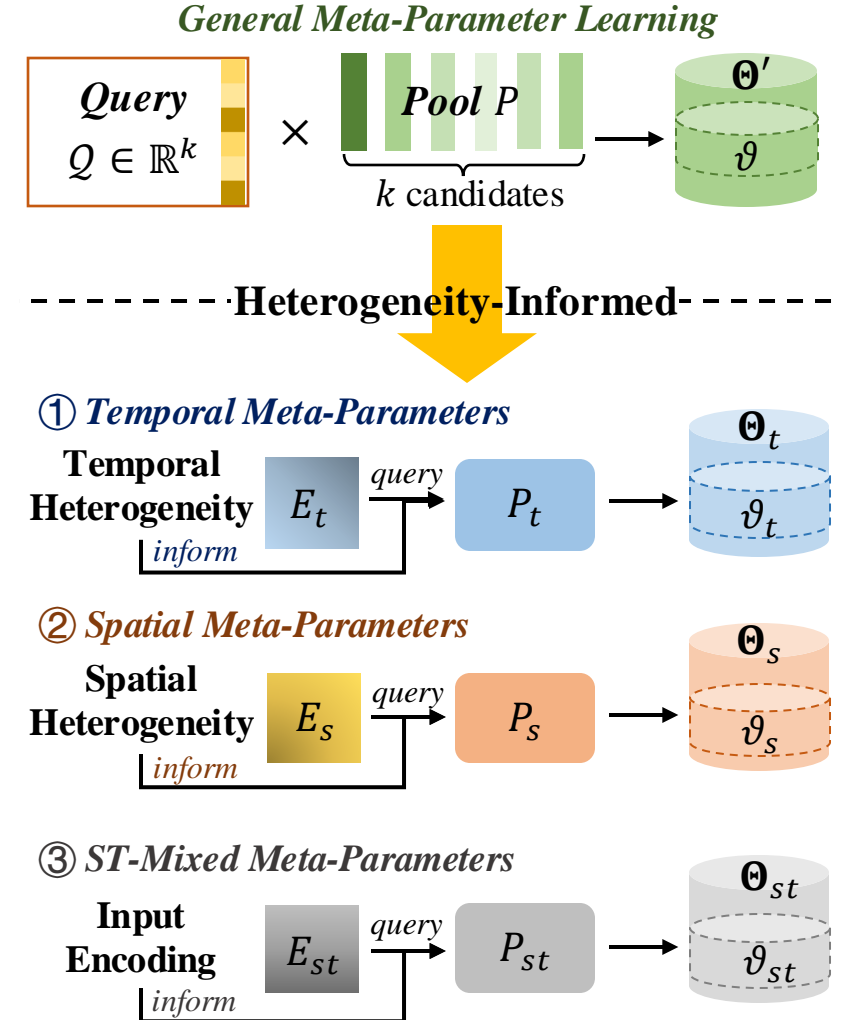 General Meta-Parameter Learning
Query
𝒬 ∈ ℝ^k
×
Pool P
k candidates
Θ′
ϑ
Heterogeneity-Informed
① Temporal Meta-Parameters
Temporal
Heterogeneity
inform
E_t
query
P_t
Θ_t
ϑ_t
② Spatial Meta-Parameters
Spatial
Heterogeneity
inform
E_s
query
P_s
Θ_s
ϑ_s
③ ST-Mixed Meta-Parameters
Input
Encoding
inform
E_st
query
P_st
Θ_st
ϑ_st